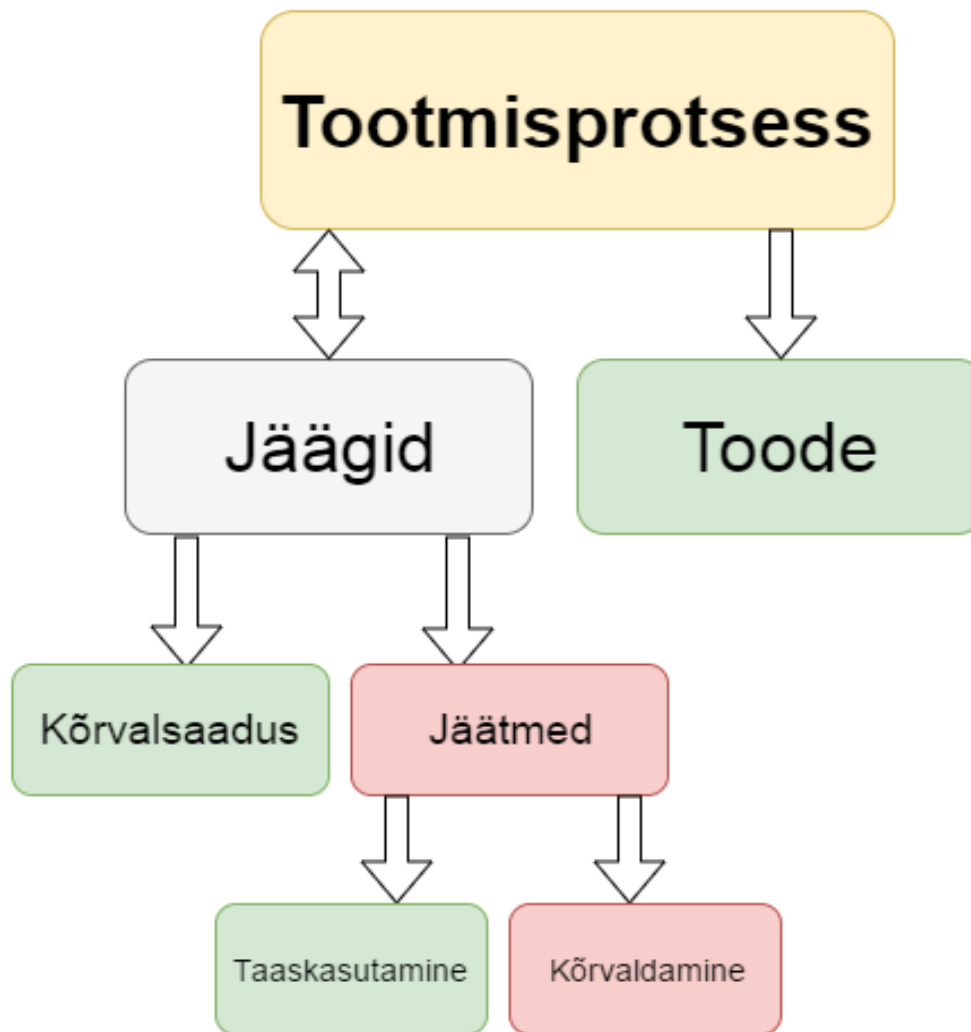 Tootmisprotsess
Jäägid
Toode
Kõrvalsaadus
Jäätmed
Taaskasutamine
Kõrvaldamine